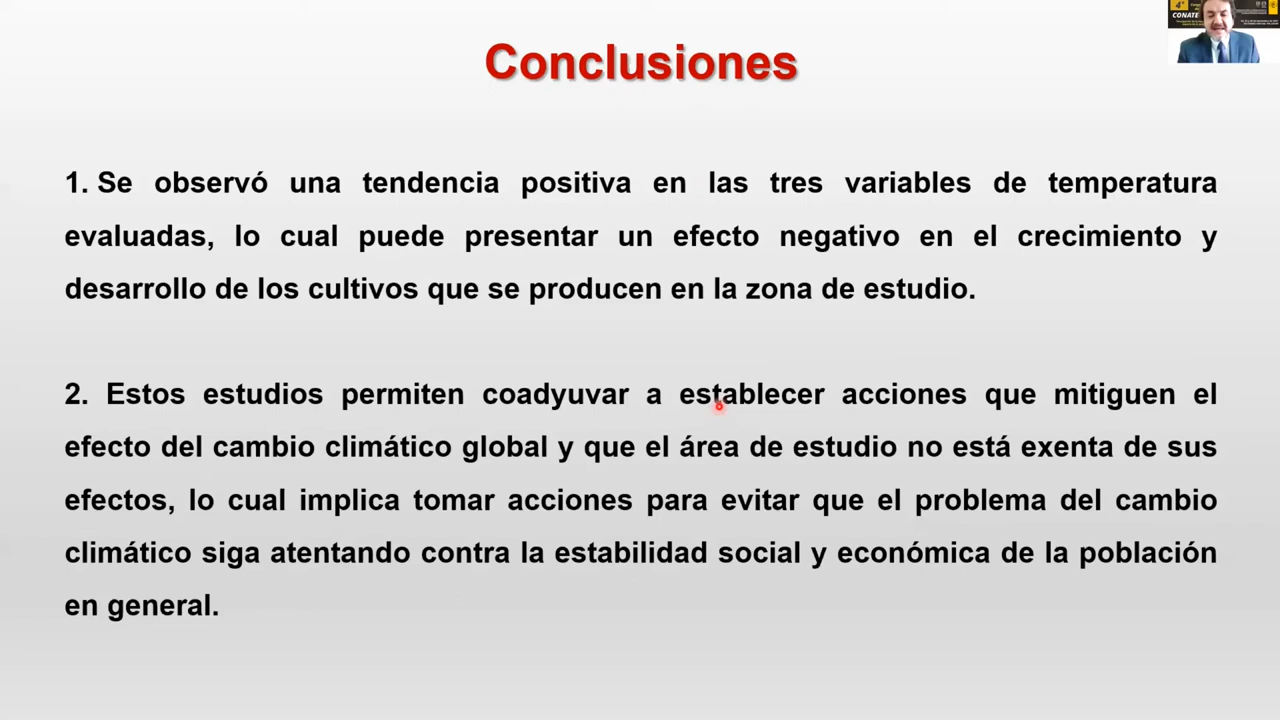 4°
CONATE
Conclusiones
1. Se observó una tendencia positiva en las tres variables de temperatura
evaluadas, lo cual puede presentar un efecto negativo en el crecimiento y
desarrollo de los cultivos que se producen en la zona de estudio.
2. Estos estudios permiten coadyuvar a establecer acciones que mitiguen el
efecto del cambio climático global y que el área de estudio no está exenta de sus
efectos, lo cual implica tomar acciones para evitar que el problema del cambio
climático siga atentando contra la estabilidad social y económica de la población
en general.